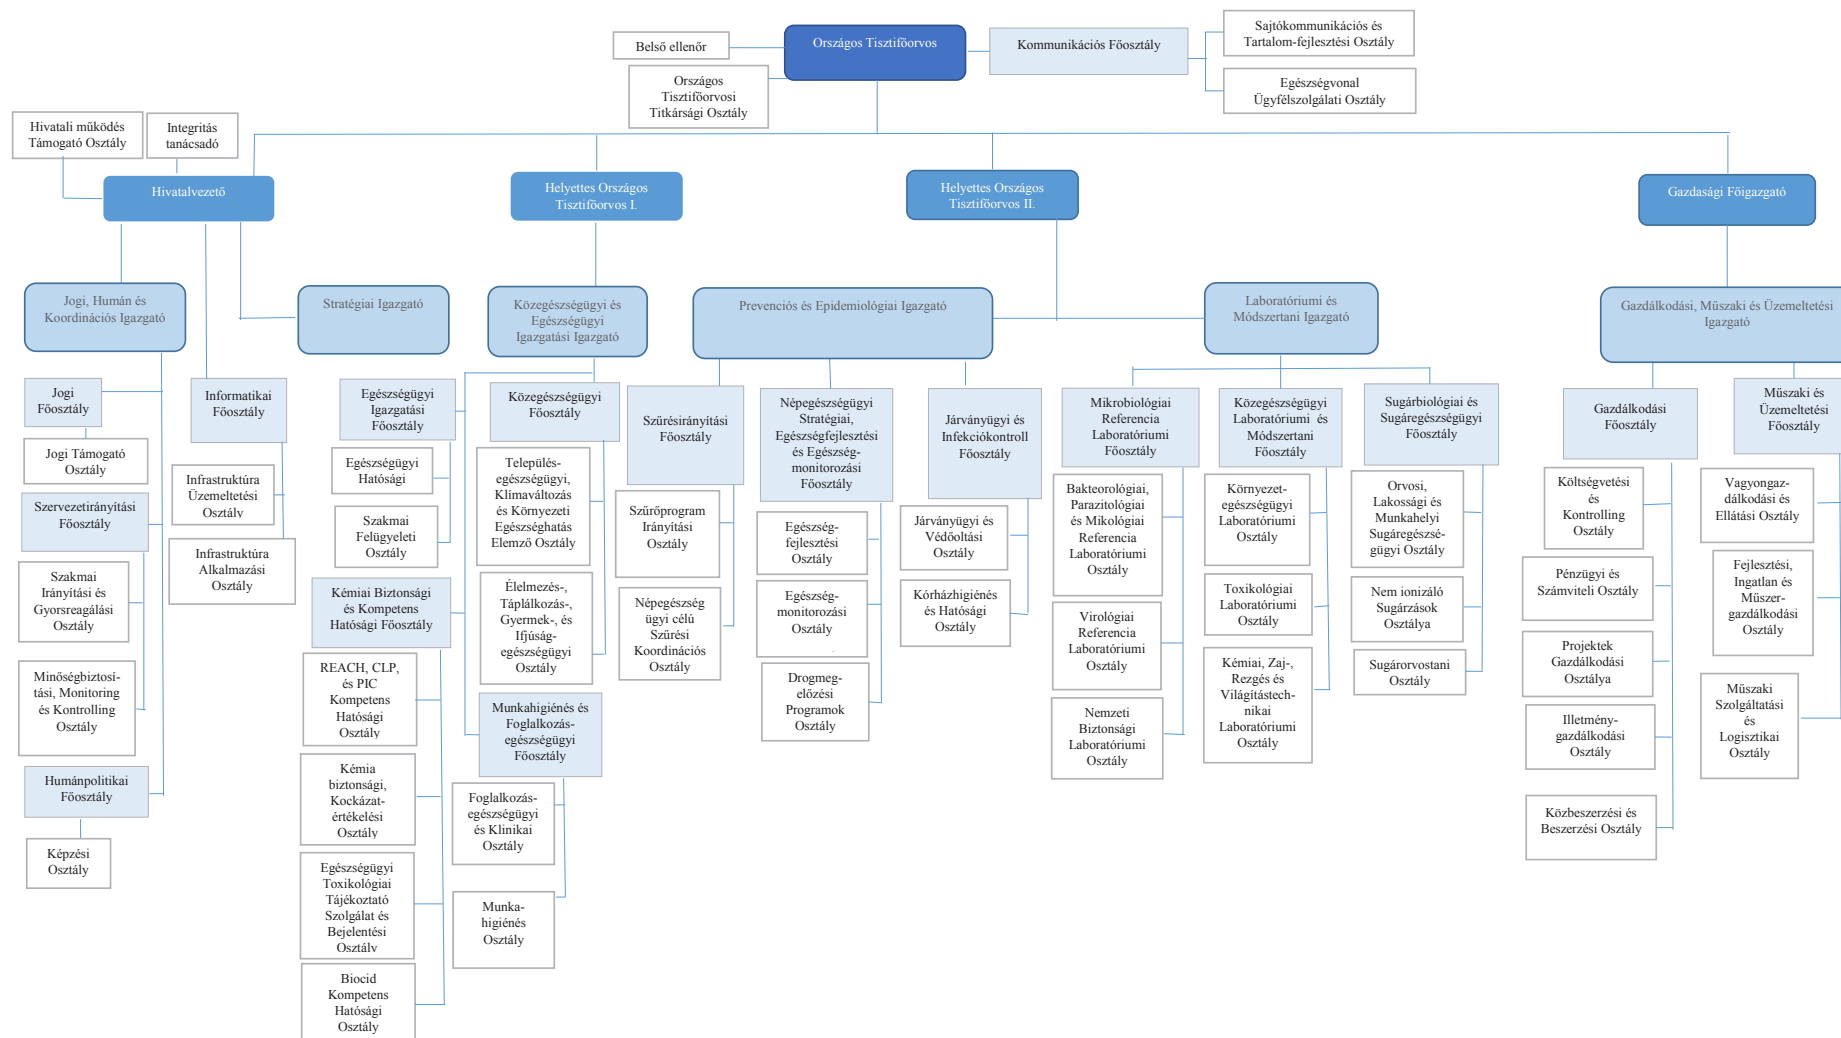 Országos Tisztifőorvos
Belső ellenőr
Országos
Tisztifőorvosi
Titkársági Osztály
Kommunikációs Főosztály
Sajtókommunikációs és
Tartalom-fejlesztési Osztály
Egészségvonal
Ügyfélszolgálati Osztály
Hivatali működés
Támogató Osztály
Integritás
tanácsadó
Hivatalvezető
Helyettes Országos
Tisztifőorvos I.
Helyettes Országos
Tisztifőorvos II.
Gazdasági Főigazgató
Jogi, Humán és
Koordinációs Igazgató
Stratégiai Igazgató
Közegészségügyi és
Egészségügyi
Igazgatási Igazgató
Prevenciós és Epidemiológiai Igazgató
Laboratóriumi és
Módszertani Igazgató
Gazdálkodási, Műszaki és Üzemeltetési
Igazgató
Jogi
Főosztály
Jogi Támogató
Osztály
Szervezetirányítási
Főosztály
Szakmai
Irányítási és
Gyorsreagálási
Osztály
Minőségbiztosí-
tási, Monitoring
és Kontrolling
Osztály
Humánpolitikai
Főosztály
Képzési
Osztály
Informatikai
Főosztály
Infrastruktúra
Üzemeltetési
Osztály
Infrastruktúra
Alkalmazási
Osztály
Egészségügyi
Igazgatási
Főosztály
Egészségügyi
Hatósági
Szakmai
Felügyeleti
Osztály
Kémiai Biztonsági
és Kompetens
Hatósági Főosztály
REACH, CLP,
és PIC
Kompetens
Hatósági
Osztály
Kémia
biztonsági,
Kockázat-
értékelési
Osztály
Egészségügyi
Toxikológiai
Tájékoztató
Szolgálat és
Bejelentési
Osztály
Biocid
Kompetens
Hatósági
Osztály
Közegészségügyi
Főosztály
Település-
egészségügyi,
Klímaváltozás
és Környezeti
Egészséghatás
Elemző Osztály
Élelmezés-,
Táplálkozás-,
Gyermek-, és
Ifjúság-
egészségügyi
Osztály
Munkahigiénés és
Foglalkozás-
egészségügyi
Főosztály
Foglalkozás-
egészségügyi
és Klinikai
Osztály
Munka-
higiénés
Osztály
Szűrésirányítási
Főosztály
Szűrőprogram
Irányítási
Osztály
Népegészség
ügyi célú
Szűrési
Koordinációs
Osztály
Népegészségügyi
Stratégiai,
Egészségfejlesztési
és Egészség-
monitorozási
Főosztály
Egészség-
fejlesztési
Osztály
Egészség-
monitorozási
Osztály
Drogmeg-
előzési
Programok
Osztály
Járványügyi és
Infekciókontroll
Főosztály
Járványügyi és
Védőoltási
Osztály
Kórházhigiénés
és Hatósági
Osztály
Mikrobiológiai
Referencia
Laboratóriumi
Főosztály
Bakteorológiai,
Parazitológiai
és Mikológiai
Referencia
Laboratóriumi
Osztály
Virológiai
Referencia
Laboratóriumi
Osztály
Nemzeti
Biztonsági
Laboratóriumi
Osztály
Közegészségügyi
Laboratóriumi és
Módszertani
Főosztály
Környezet-
egészségügyi
Laboratóriumi
Osztály
Toxikológiai
Laboratóriumi
Osztály
Kémiai, Zaj-,
Rezgés és
Világítástech-
nikai
Laboratóriumi
Osztály
Sugárbiológiai és
Sugáregészségügyi
Főosztály
Orvosi,
Lakossági és
Munkahelyi
Sugáregészsé-
gügyi Osztály
Nem ionizáló
Sugárzások
Osztálya
Sugárorvostani
Osztály
Gazdálkodási
Főosztály
Költségvetési
és
Kontrolling
Osztály
Pénzügyi és
Számviteli Osztály
Projektek
Gazdálkodási
Osztálya
Illetmény-
gazdálkodási
Osztály
Közbeszerzési és
Beszerzési Osztály
Műszaki és
Üzemeltetési
Főosztály
Vagyongaz-
dálkodási és
Ellátási Osztály
Fejlesztési,
Ingatlan és
Műszer-
gazdálkodási
Osztály
Műszaki
Szolgáltatási
és
Logisztikai
Osztály